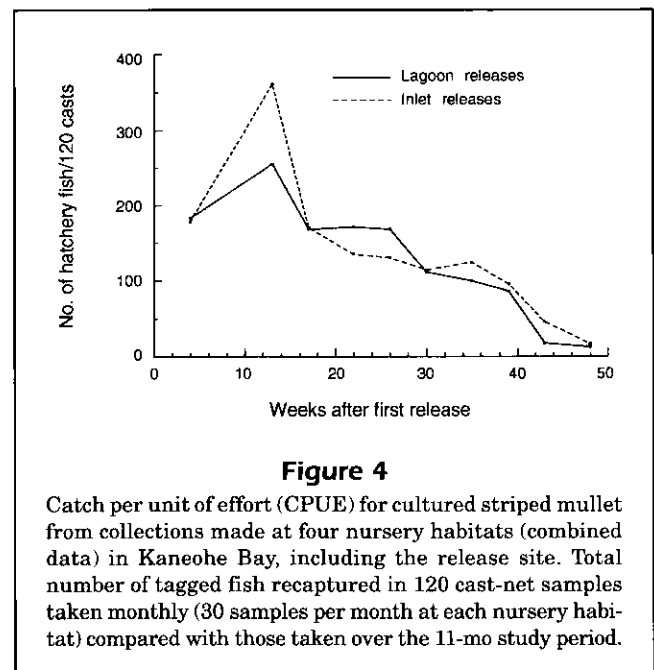 400
Lagoon releases
Inlet releases
300
No. of hatchery fish/120 casts
200
100
0
0 10 20 30 40 50
Weeks after first release
Figure 4
Catch per unit of effort (CPUE) for cultured striped mullet
from collections made at four nursery habitats (combined
data) in Kaneohe Bay, including the release site. Total
number of tagged fish recaptured in 120 cast-net samples
taken monthly (30 samples per month at each nursery habi-
tat) compared with those taken over the 11-mo study period.